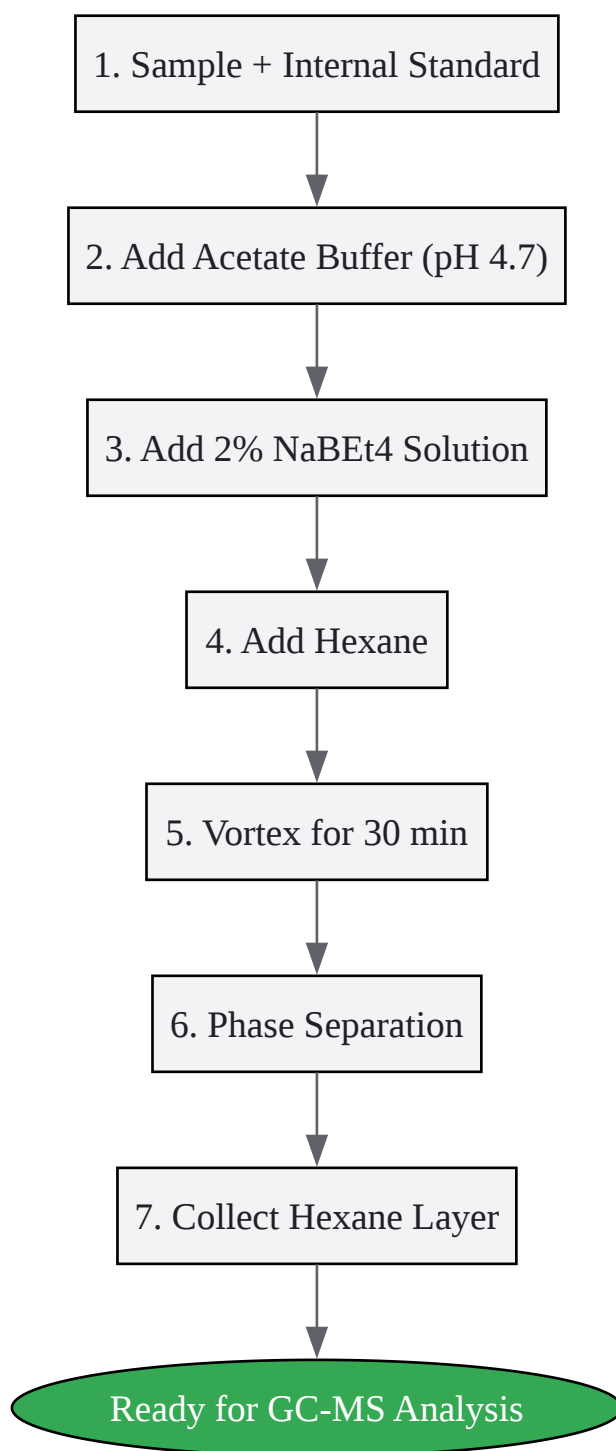 1. Sample + Internal Standard
2. Add Acetate Buffer (pH 4.7)
3. Add 2% NaBEt4 Solution
4. Add Hexane
5. Vortex for 30 min
6. Phase Separation
7. Collect Hexane Layer
Ready for GC-MS Analysis